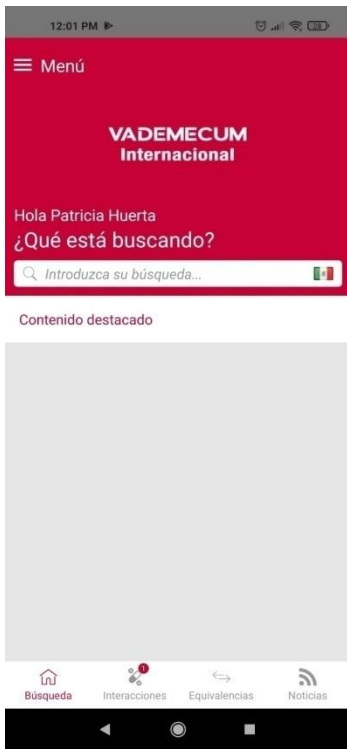 12:01 PM
Menú
VADEMECUM
Internacional
Hola Patricia Huerta
¿Qué está buscando?
Introduzca su búsqueda...
Contenido destacado
1
Búsqueda
Interacciones
Equivalencias
Noticias